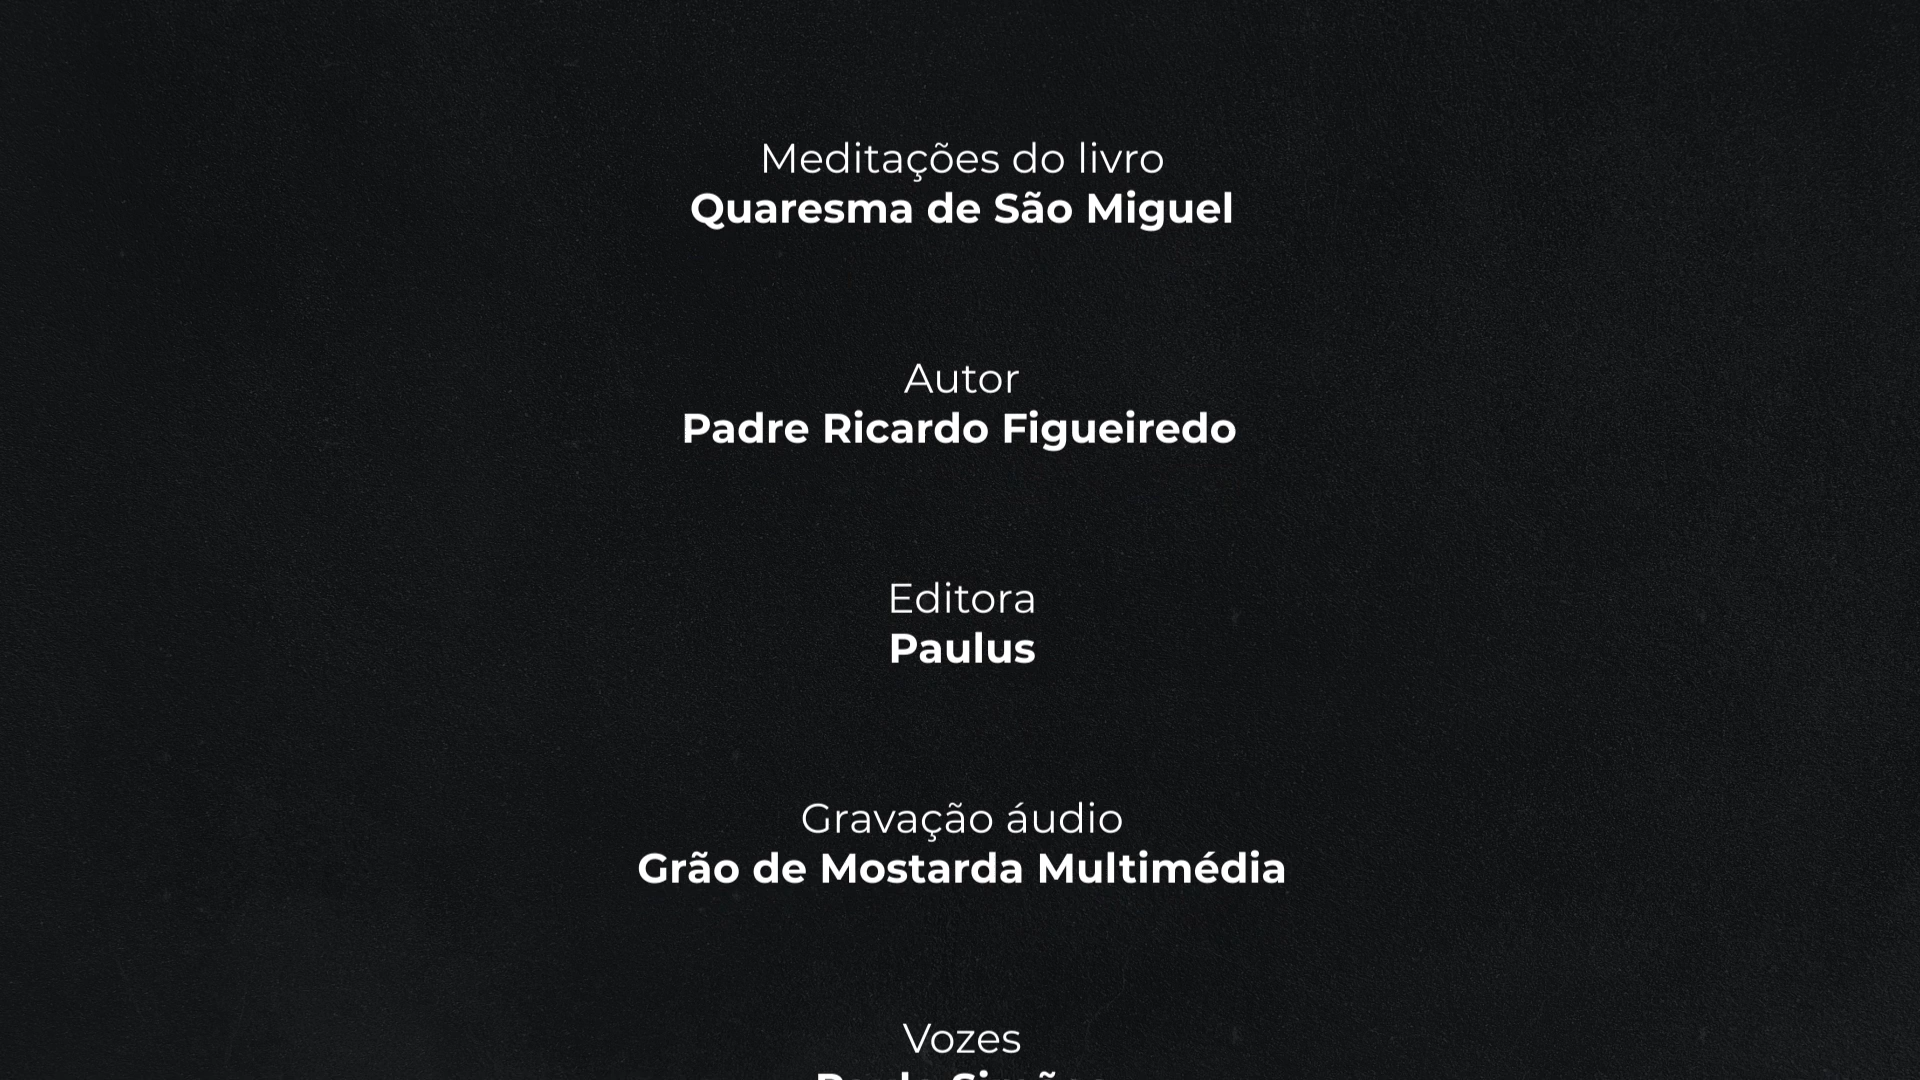 Meditações do livro
Quaresma de São Miguel
Autor
Padre Ricardo Figueiredo
Editora
Paulus
Gravação áudio
Grão de Mostarda Multimédia
Vozes